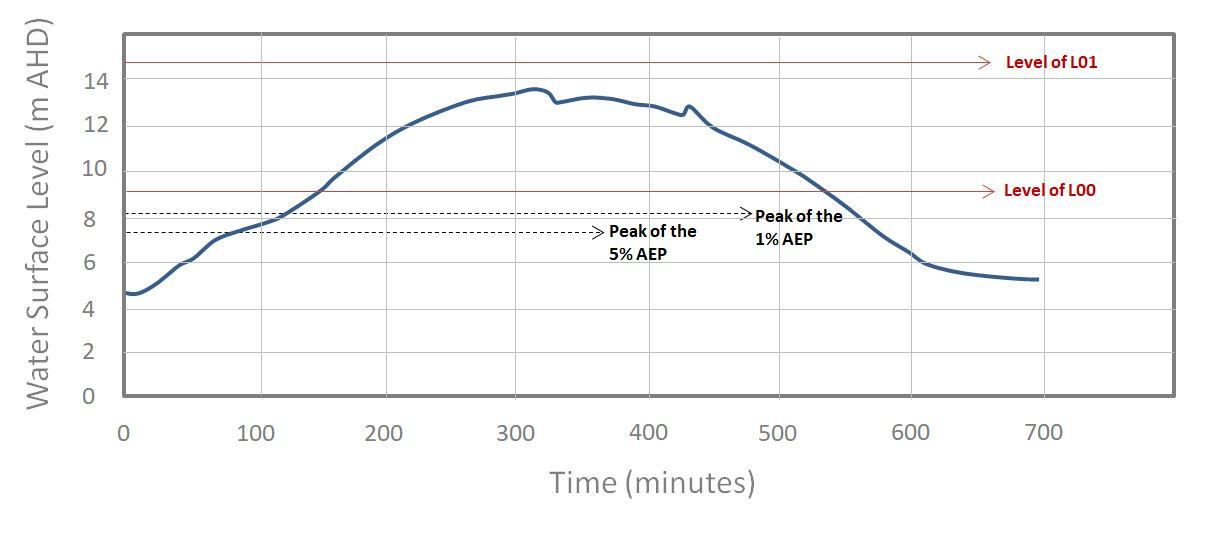 Water Surface Level (m AHD)
14
12
10
8
6
4
2
0
Level of L01
Level of L00
Peak of the
1% AEP
Peak of the
5% AEP
0
100
200
300
400
500
600
700
Time (minutes)